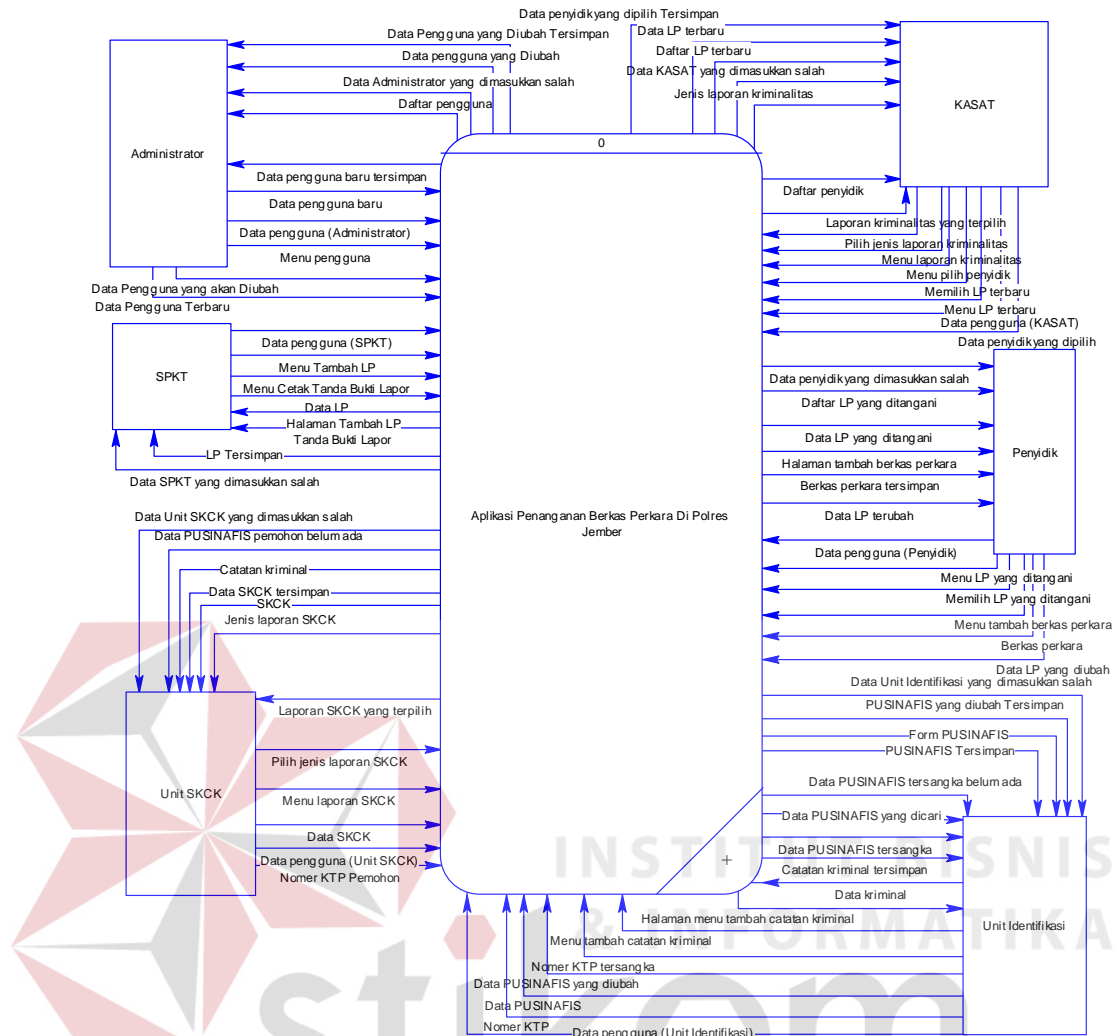 Data penyidik yang dipilih Tersimpan
Data LP terbaru
Daftar LP terbaru
Data KASAT yang dimasukkan salah
Jenis laporan kriminalitas
KASAT
Data Pengguna yang Diubah Tersimpan
Data pengguna yang Diubah
Data Administrator yang dimasukkan salah
Daftar pengguna
Administrator
Data pengguna baru tersimpan
Data pengguna baru
Data pengguna (Administrator)
Menu pengguna
Data Pengguna yang akan Diubah
Data Pengguna Terbaru
0
Aplikasi Penanganan Berkas Perkara Di Polres
Jember
Daftar penyidik
Laporan kriminalitas yang terpilih
Pilih jenis laporan kriminalitas
Menu laporan kriminalitas
Menu pilih penyidik
Memilih LP terbaru
Menu LP terbaru
Data pengguna (KASAT)
Data penyidik yang dipilih
SPKT
Data pengguna (SPKT)
Menu Tambah LP
Menu Cetak Tanda Bukti Lapor
Data LP
Halaman Tambah LP
Tanda Bukti Lapor
LP Tersimpan
Data SPKT yang dimasukkan salah
Penyidik
Data penyidik yang dimasukkan salah
Daftar LP yang ditangani
Data LP yang ditangani
Halaman tambah berkas perkara
Berkas perkara tersimpan
Data LP terubah
Data pengguna (Penyidik)
Menu LP yang ditangani
Memilih LP yang ditangani
Menu tambah berkas perkara
Berkas perkara
Data LP yang diubah
Data Unit SKCK yang dimasukkan salah
Data PUSINAFIS pemohon belum ada
Catatan kriminal
Data SKCK tersimpan
SKCK
Jenis laporan SKCK
Unit SKCK
Laporan SKCK yang terpilih
Pilih jenis laporan SKCK
Menu laporan SKCK
Data SKCK
Data pengguna (Unit SKCK)
Nomer KTP Pemohon
Data Unit Identifikasi yang dimasukkan salah
PUSINAFIS yang diubah Tersimpan
Form PUSINAFIS
PUSINAFIS Tersimpan
Data PUSINAFIS tersangka belum ada
Data PUSINAFIS yang dicari
Data PUSINAFIS tersangka
Catatan kriminal tersimpan
Data kriminal
Halaman menu tambah catatan kriminal
Menu tambah catatan kriminal
Nomer KTP tersangka
Data PUSINAFIS yang diubah
Data PUSINAFIS
Nomer KTP
Data pengguna (Unit Identifikasi)
Unit Identifikasi
+
INSTITUT BISNIS
& INFORMATIKA
stikom